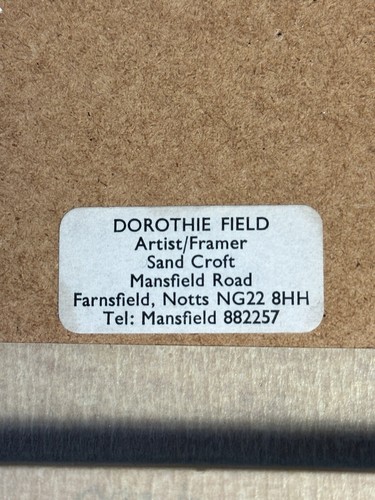 DOROTHIE FIELD
Artist/Framer
Sand Croft
Mansfield Road
Farnsfield, Notts NG22 8HH
Tel: Mansfield 882257